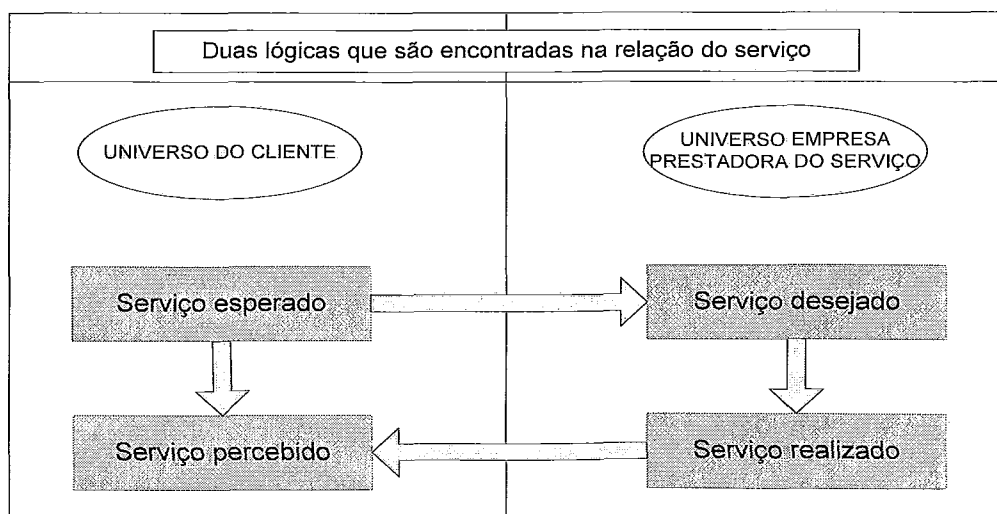 Duas lógicas que são encontradas na relação do serviço
UNIVERSO DO CLIENTE
UNIVERSO EMPRESA
PRESTADORA DO SERVIÇO
Serviço esperado
Serviço desejado
Serviço percebido
Serviço realizado